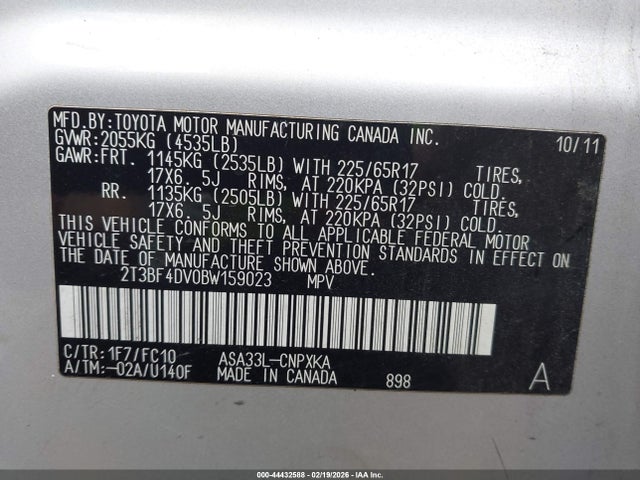 MFD.BY:TOYOTA MOTOR MANUFACTURING CANADA INC. 10/11
GVWR:2055KG (4535LB)
GAWR:FRT. 1145KG (2535LB) WITH 225/65R17 TIRES,
17X6. 5J RIMS, AT 220KPA (32PSI) COLD.
RR. 1135KG (2505LB) WITH 225/65R17 TIRES,
17X6. 5J RIMS, AT 220KPA (32PSI) COLD.
THIS VEHICLE CONFORMS TO ALL APPLICABLE FEDERAL MOTOR
VEHICLE SAFETY AND THEFT PREVENTION STANDARDS IN EFFECT ON
THE DATE OF MANUFACTURE SHOWN ABOVE.
2T3BF4DV0BW159023 MPV
C/TR:1F7/FC10 ASA33L-CNPXKA
A/TM:-02A/U140F MADE IN CANADA 898 A
000-44432588 - 02/19/2026 - IAA Inc.